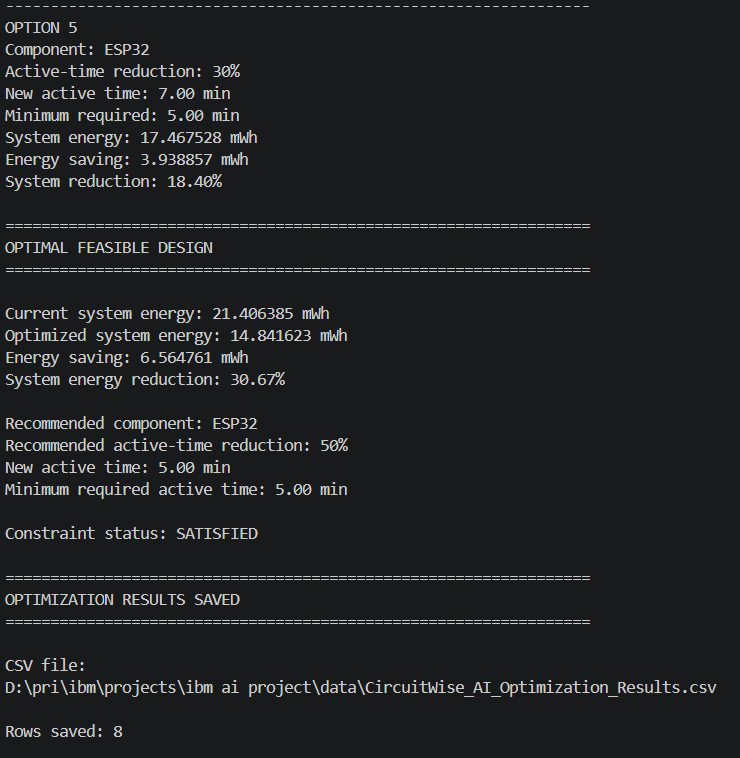 -----------------------------------------------------------------
OPTION 5
Component: ESP32
Active-time reduction: 30%
New active time: 7.00 min
Minimum required: 5.00 min
System energy: 17.467528 mWh
Energy saving: 3.938857 mWh
System reduction: 18.40%
=================================================================
OPTIMAL FEASIBLE DESIGN
=================================================================
Current system energy: 21.406385 mWh
Optimized system energy: 14.841623 mWh
Energy saving: 6.564761 mWh
System energy reduction: 30.67%
Recommended component: ESP32
Recommended active-time reduction: 50%
New active time: 5.00 min
Minimum required active time: 5.00 min
Constraint status: SATISFIED
=================================================================
OPTIMIZATION RESULTS SAVED
=================================================================
CSV file:
D:\pri\ibm\projects\ibm ai project\data\CircuitWise_AI_Optimization_Results.csv
Rows saved: 8